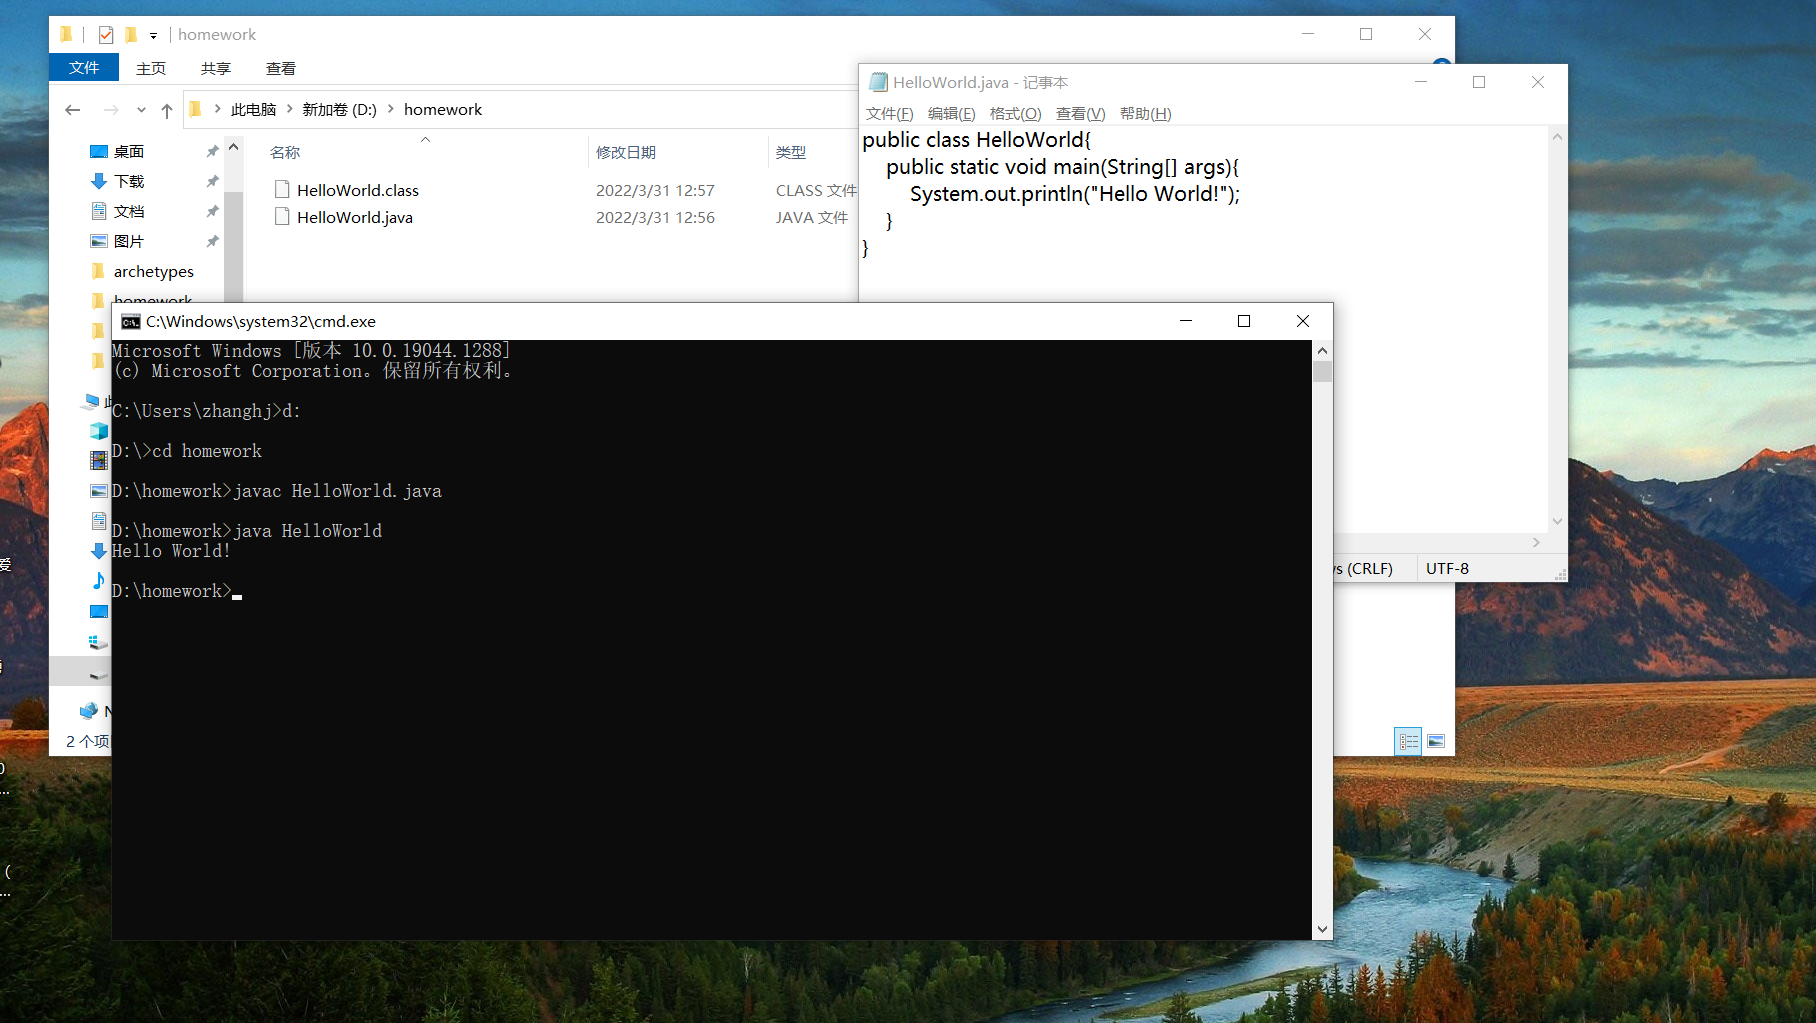 homework
文件 主页 共享 查看
此电脑 新加卷 (D:) homework
桌面
下载
文档
图片
archetypes
homework
名称 修改日期 类型
HelloWorld.class 2022/3/31 12:57 CLASS 文件
HelloWorld.java 2022/3/31 12:56 JAVA 文件
2 个项
HelloWorld.java - 记事本
文件(F) 编辑(E) 格式(O) 查看(V) 帮助(H)
public class HelloWorld{
public static void main(String[] args){
System.out.println("Hello World!");
}
}
(CRLF) UTF-8
C:\Windows\system32\cmd.exe
Microsoft Windows [版本 10.0.19044.1288]
(c) Microsoft Corporation。保留所有权利。
C:\Users\zhanghj>d:
D:\>cd homework
D:\homework>javac HelloWorld.java
D:\homework>java HelloWorld
Hello World!
D:\homework>